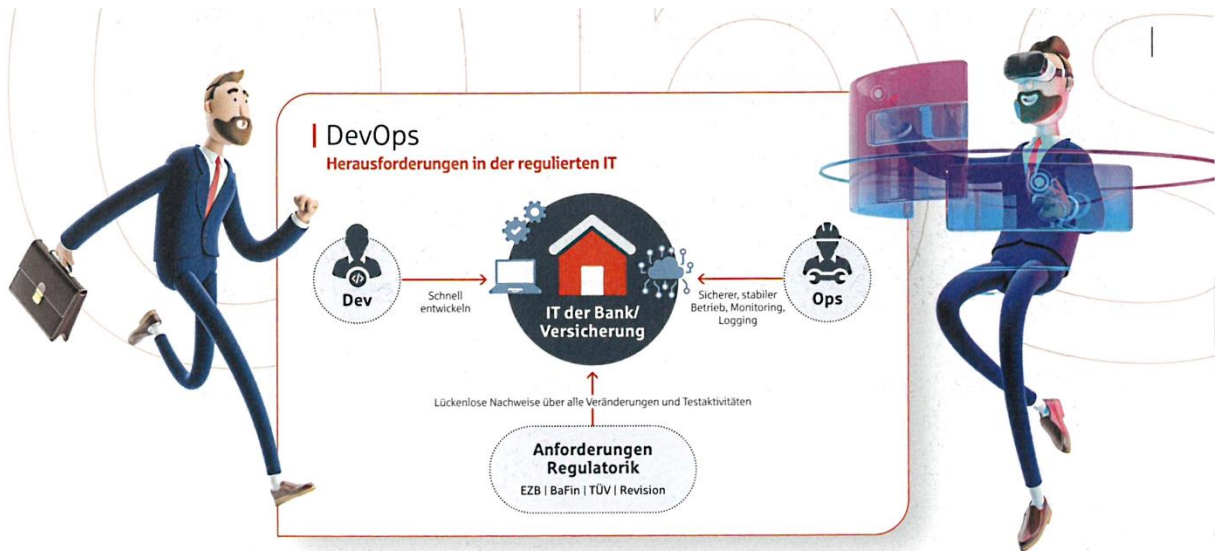 DevOps
Herausforderungen in der regulierten IT
Dev
Schnell
entwickeln
IT der Bank/
Versicherung
Sicherer, stabiler
Betrieb, Monitoring,
Logging
Ops
Lückenlose Nachweise über alle Veränderungen und Testaktivitäten
Anforderungen
Regulatorik
EZB | BaFin | TÜV | Revision